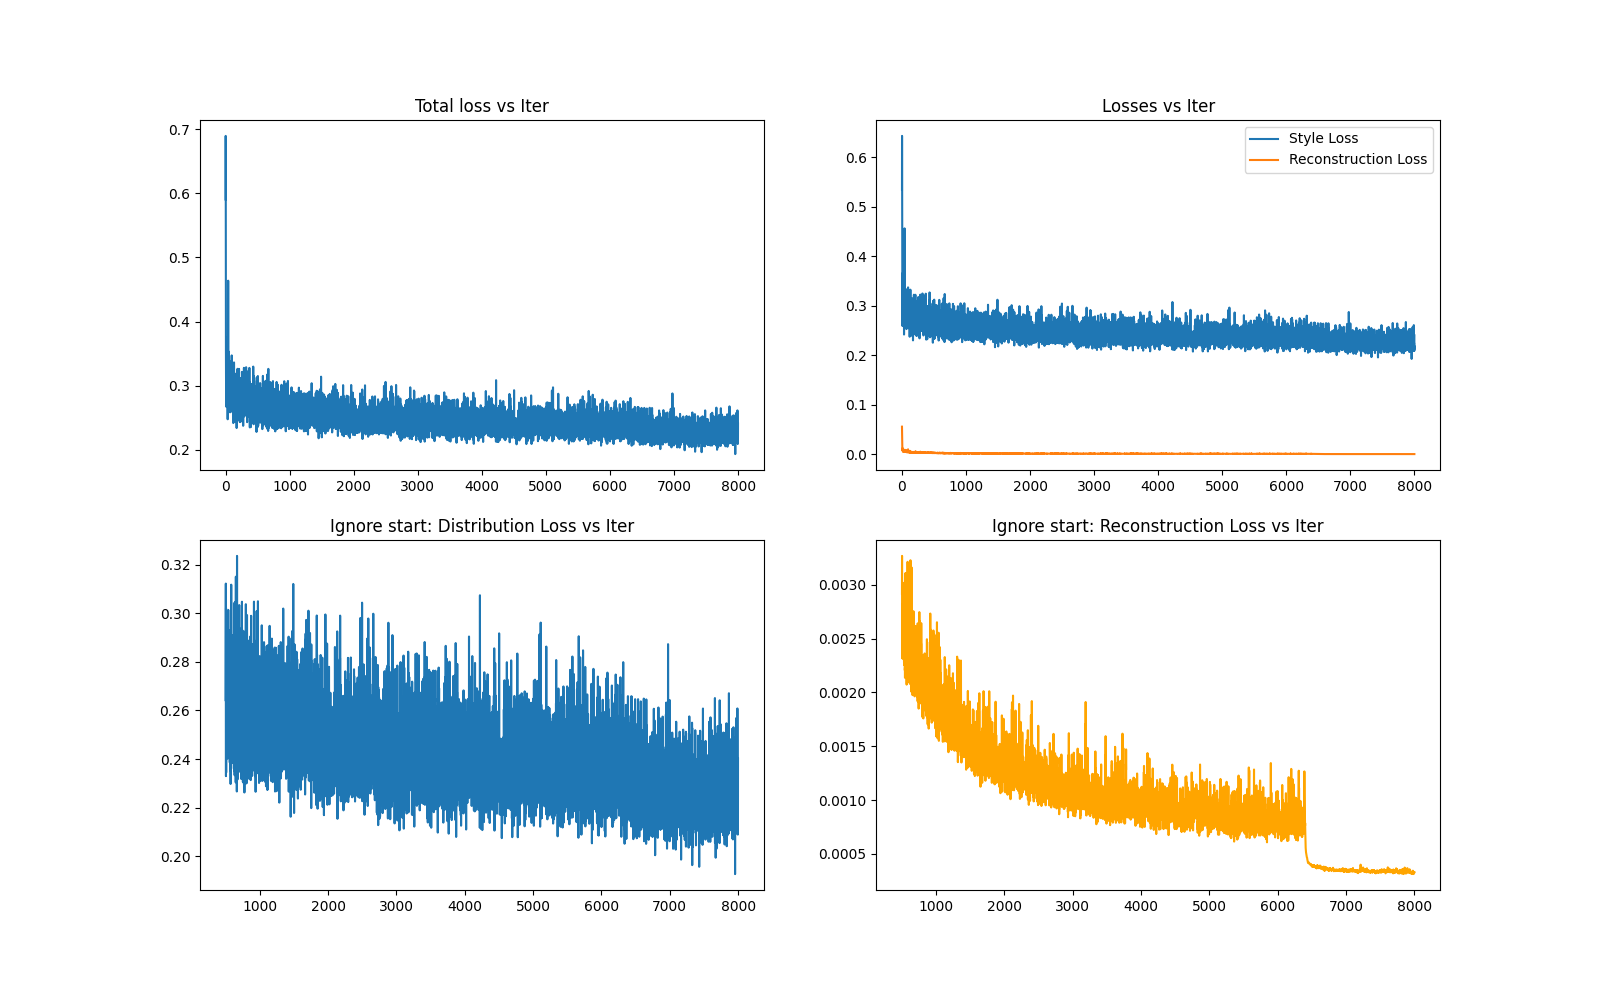 Total loss vs Iter
0.7
0.6
0.5
0.4
0.3
0.2
0 1000 2000 3000 4000 5000 6000 7000 8000
Losses vs Iter
Style Loss
Reconstruction Loss
0.6
0.5
0.4
0.3
0.2
0.1
0.0
0 1000 2000 3000 4000 5000 6000 7000 8000
Ignore start: Distribution Loss vs Iter
0.32
0.30
0.28
0.26
0.24
0.22
0.20
1000 2000 3000 4000 5000 6000 7000 8000
Ignore start: Reconstruction Loss vs Iter
0.0030
0.0025
0.0020
0.0015
0.0010
0.0005
1000 2000 3000 4000 5000 6000 7000 8000